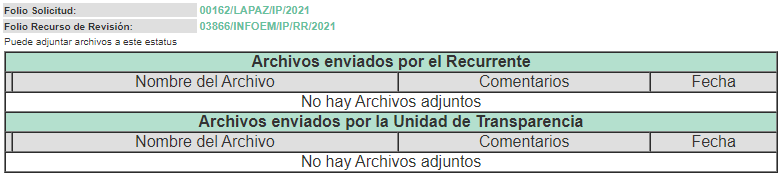 Folio Solicitud: 00162/LAPAZ/IP/2021
Folio Recurso de Revisión: 03866/INFOEM/IP/RR/2021
Puede adjuntar archivos a este estatus
Archivos enviados por el Recurrente
Nombre del Archivo Comentarios Fecha
No hay Archivos adjuntos
Archivos enviados por la Unidad de Transparencia
Nombre del Archivo Comentarios Fecha
No hay Archivos adjuntos